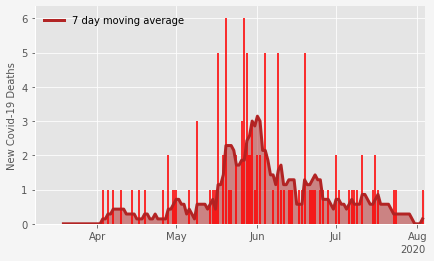 7 day moving average
New Covid-19 Deaths
6
5
4
3
2
1
0
Apr
May
Jun
Jul
Aug
2020